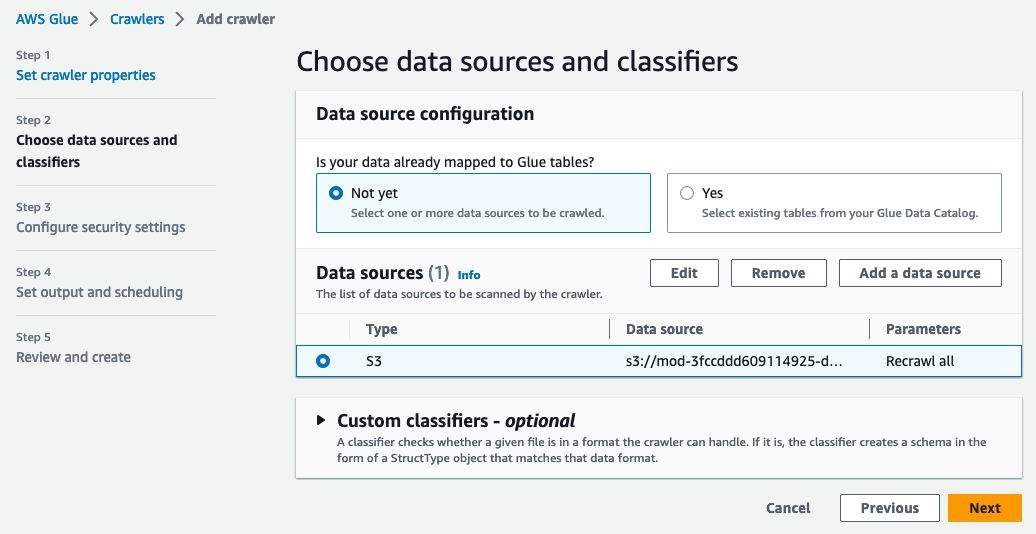 AWS Glue > Crawlers > Add crawler
Step 1
Set crawler properties
Step 2
Choose data sources and
classifiers
Step 3
Configure security settings
Step 4
Set output and scheduling
Step 5
Review and create
Choose data sources and classifiers
Data source configuration
Is your data already mapped to Glue tables?
Not yet
Select one or more data sources to be crawled.
Yes
Select existing tables from your Glue Data Catalog.
Data sources (1) Info
The list of data sources to be scanned by the crawler.
Edit
Remove
Add a data source
Type Data source Parameters
S3 s3://mod-3fccddd609114925-d... Recrawl all
Custom classifiers - optional
A classifier checks whether a given file is in a format the crawler can handle. If it is, the classifier creates a schema in the
form of a StructType object that matches that data format.
Cancel
Previous
Next